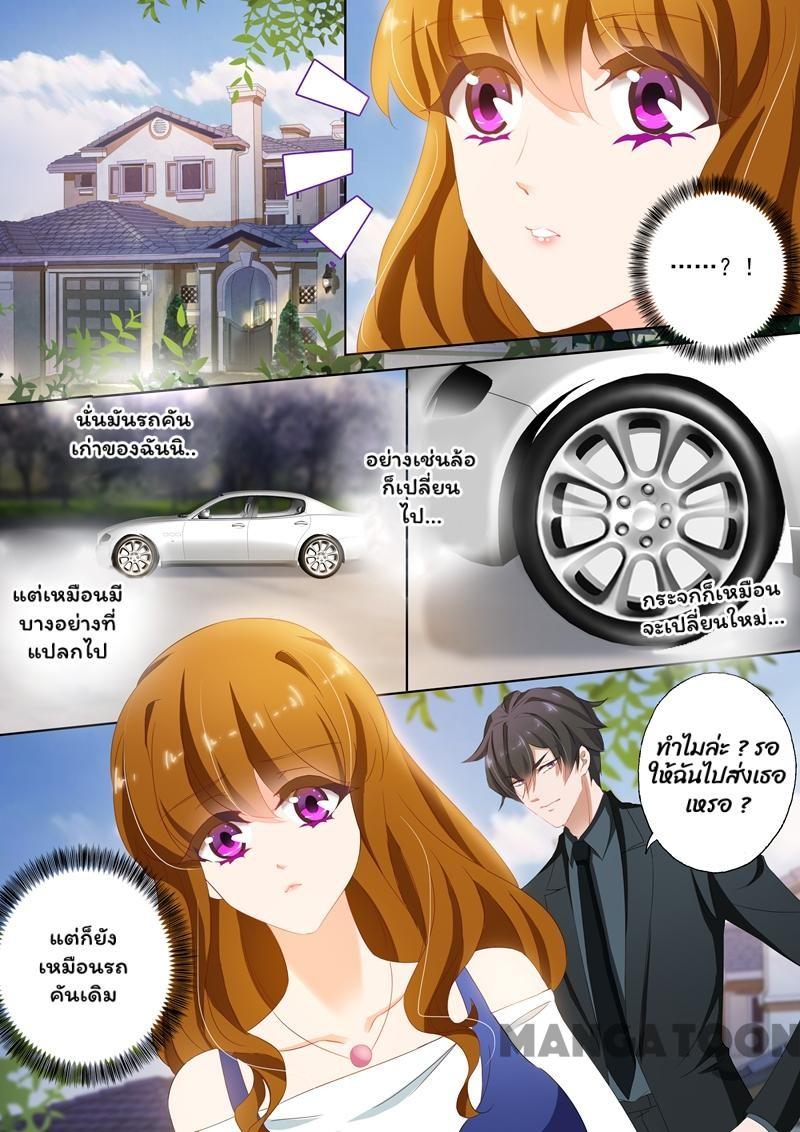 ……？！
นั่นมันรถคัน
เก่าของฉันนิ..
อย่างเช่นล้อ
ก็เปลี่ยน
ไป...
แต่เหมือนมี
บางอย่างที่
แปลกไป
กระจกก็เหมือน
จะเปลี่ยนใหม่...
ทำไมล่ะ ? รอ
ให้ฉันไปส่งเธอ
เหรอ ?
แต่ก็ยัง
เหมือนรถ
คันเดิม
MANGATOON